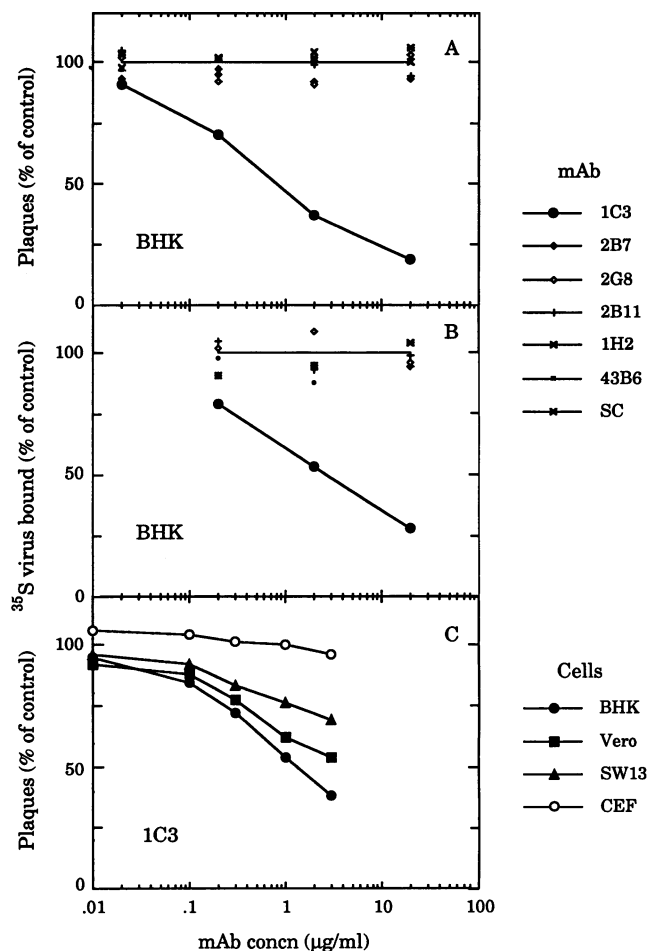 A
Plaques (% of control)
100
50
0
BHK
B
³⁵S virus bound (% of control)
100
50
0
BHK
C
Plaques (% of control)
100
50
0
1C3
.01 .1 1 10 100
mAb concn (µg/ml)
mAb
1C3
2B7
2G8
2B11
1H2
43B6
SC
Cells
BHK
Vero
SW13
CEF